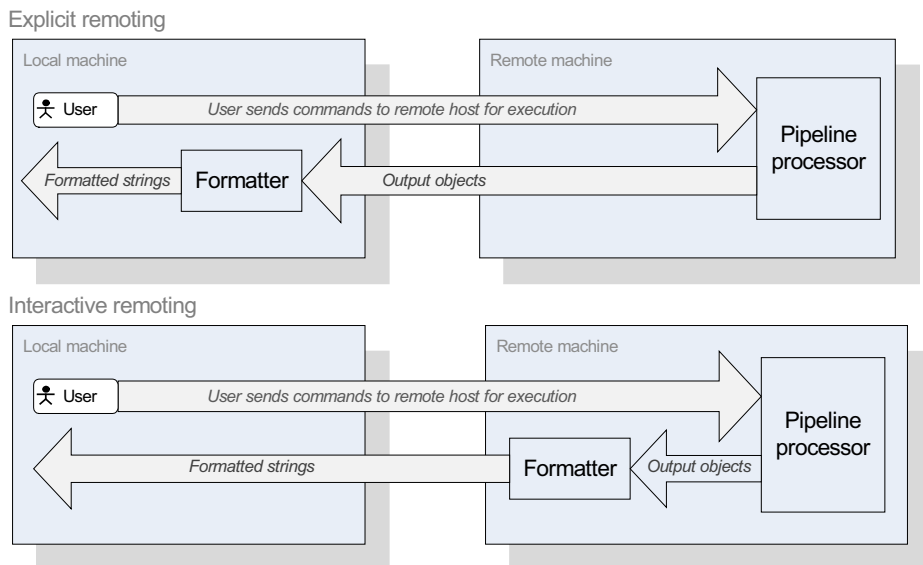 Explicit remoting
Local machine
Remote machine
User
User sends commands to remote host for execution
Pipeline
processor
Formatted strings
Formatter
Output objects
Interactive remoting
Local machine
Remote machine
User
User sends commands to remote host for execution
Pipeline
processor
Formatted strings
Formatter
Output objects